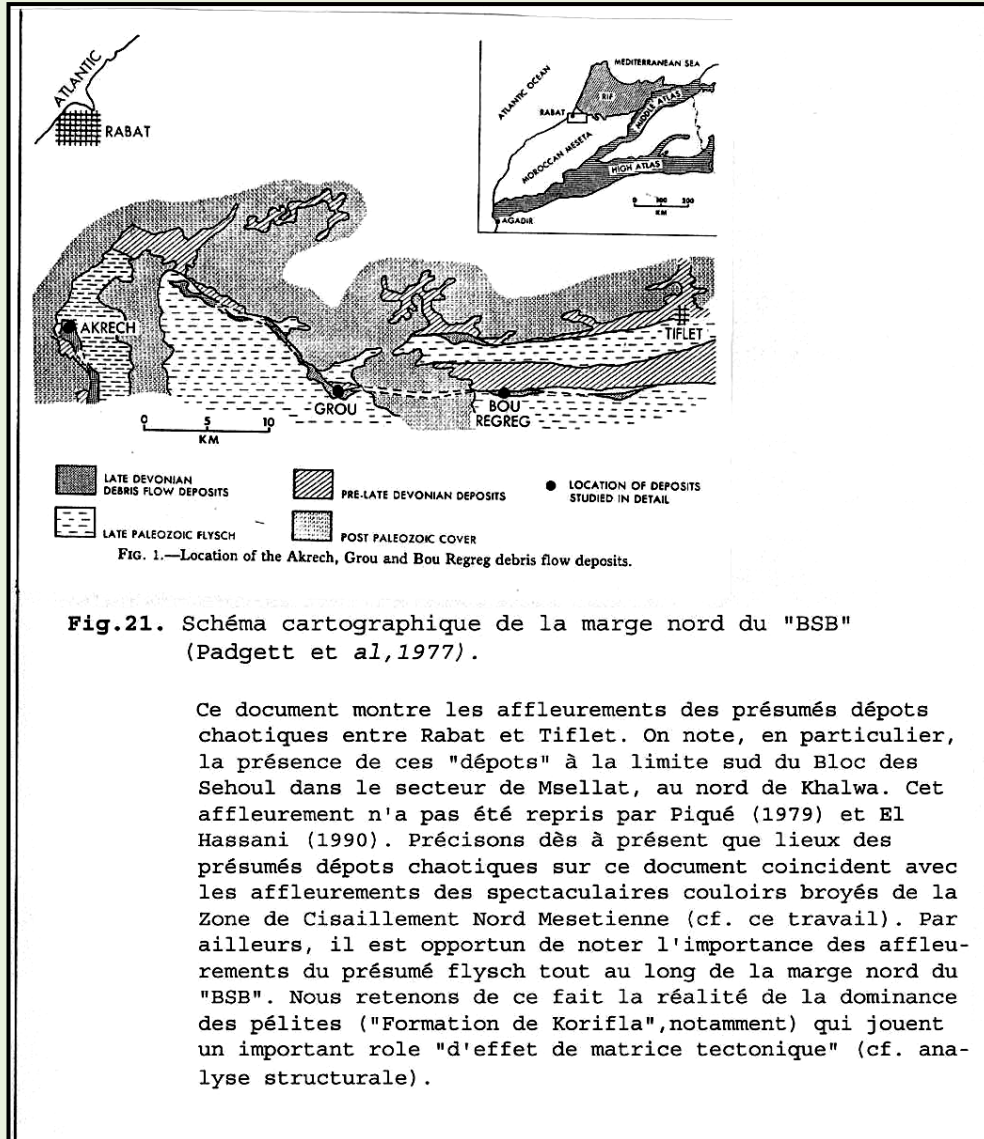 ATLANTIC
RABAT
ATLANTIC OCEAN
MEDITERRANEAN SEA
RIF
RABAT
MIDDLE ATLAS
MOROCCAN MESETA
HIGH ATLAS
AGADIR
0 100 200
KM
AKRECH
TIFLET
GROU
BOU
REGREG
0 5 10
KM
LATE DEVONIAN
DEBRIS FLOW DEPOSITS
PRE-LATE DEVONIAN DEPOSITS
LOCATION OF DEPOSITS
STUDIED IN DETAIL
LATE PALEOZOIC FLYSCH
POST PALEOZOIC COVER
FIG. 1.—Location of the Akrech, Grou and Bou Regreg debris flow deposits.
Fig.21. Schéma cartographique de la marge nord du "BSB"
(Padgett et al,1977).
Ce document montre les affleurements des présumés dépots
chaotiques entre Rabat et Tiflet. On note, en particulier,
la présence de ces "dépots" à la limite sud du Bloc des
Sehoul dans le secteur de Msellat, au nord de Khalwa. Cet
affleurement n'a pas été repris par Piqué (1979) et El
Hassani (1990). Précisons dès à présent que lieux des
présumés dépots chaotiques sur ce document coincident avec
les affleurements des spectaculaires couloirs broyés de la
Zone de Cisaillement Nord Mesetienne (cf. ce travail). Par
ailleurs, il est opportun de noter l'importance des affleu-
rements du présumé flysch tout au long de la marge nord du
"BSB". Nous retenons de ce fait la réalité de la dominance
des pélites ("Formation de Korifla",notamment) qui jouent
un important role "d'effet de matrice tectonique" (cf. ana-
lyse structurale).